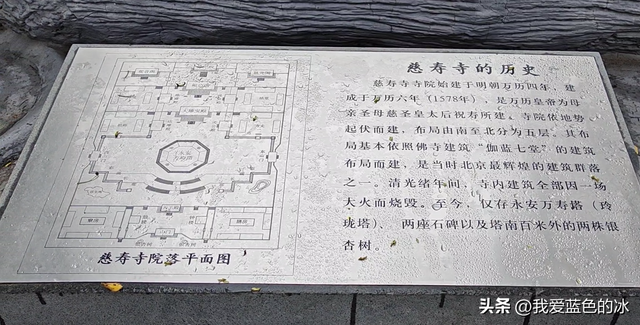 慈寿寺的历史
慈寿寺寺院始建于明朝万历四年，建
成于万历六年（1578年），是万历皇帝为母
亲圣母慈圣皇太后祝寿所建。寺院依地势
起伏而建，布局由南至北分为五层。其布
局基本依照佛寺建筑“伽蓝七堂”的建筑
布局而建，是当时北京最辉煌的建筑群落
之一。清光绪年间，寺内建筑全部因一场
大火而烧毁。至今，仅存永安万寿塔（玲
珑塔）、两座石碑以及塔南百米外的两株银
杏树。
慈寿寺院落平面图
头条 @我爱蓝色的冰